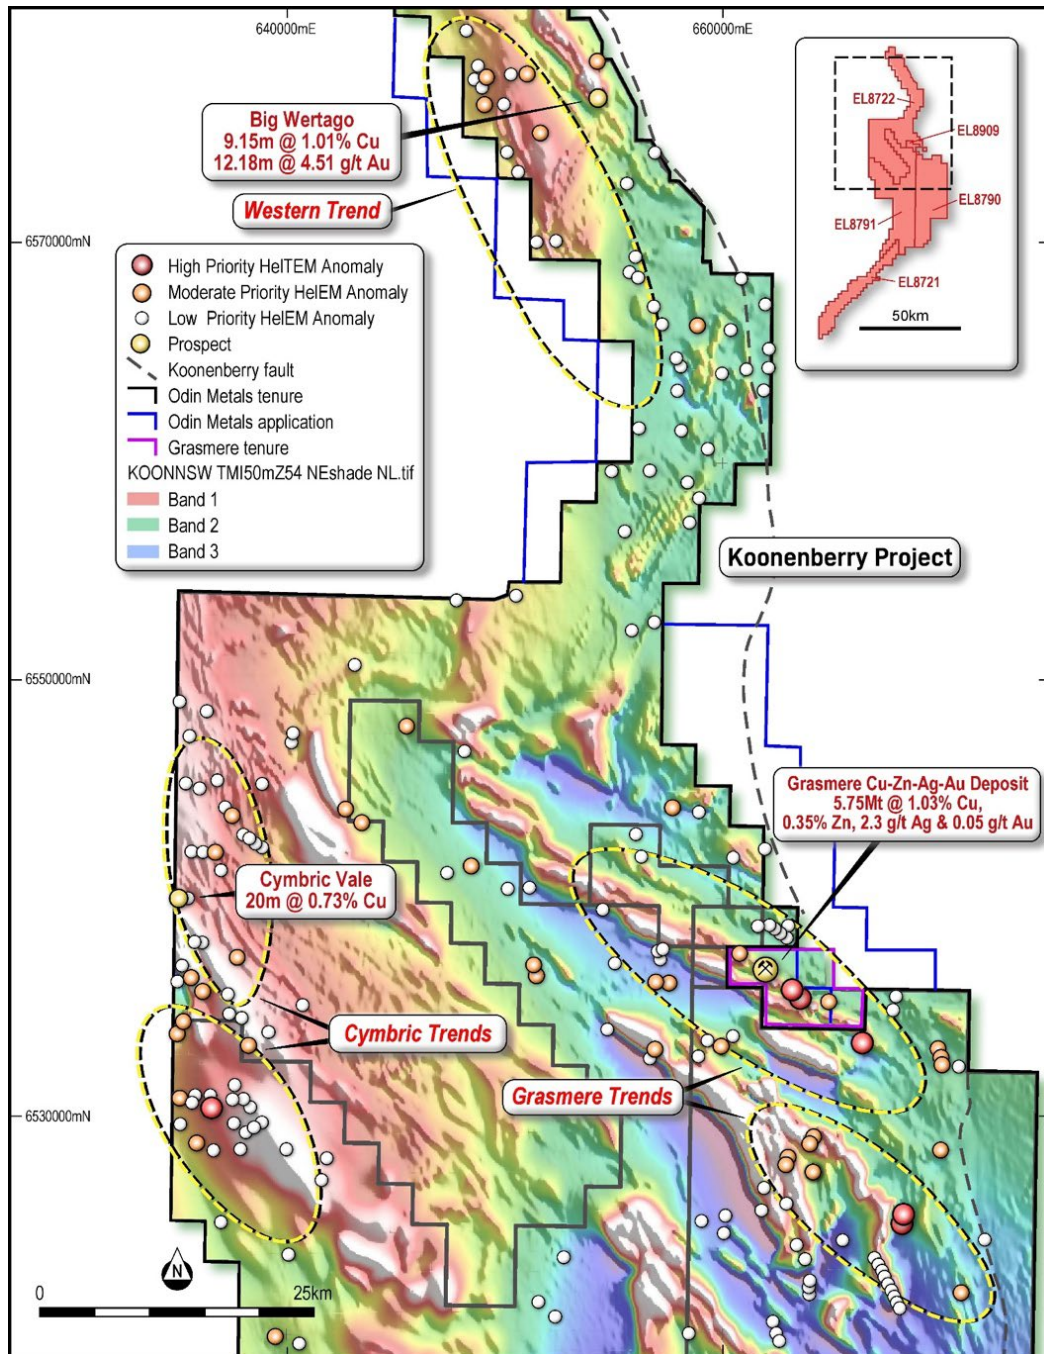 640000mE
660000mE
Big Wertago
9.15m @ 1.01% Cu
12.18m @ 4.51 g/t Au
Western Trend
EL8722
EL8909
EL8790
EL8791
EL8721
50km
6570000mN
High Priority HelTEM Anomaly
Moderate Priority HelEM Anomaly
Low Priority HelEM Anomaly
Prospect
Koonenberry fault
Odin Metals tenure
Odin Metals application
Grasmere tenure
KOONNSW TMI50mZ54 NEshade NL.tif
Band 1
Band 2
Band 3
Koonenberry Project
6550000mN
Grasmere Cu-Zn-Ag-Au Deposit
5.75Mt @ 1.03% Cu,
0.35% Zn, 2.3 g/t Ag & 0.05 g/t Au
Cymbric Vale
20m @ 0.73% Cu
Cymbric Trends
Grasmere Trends
6530000mN
N
0
25km